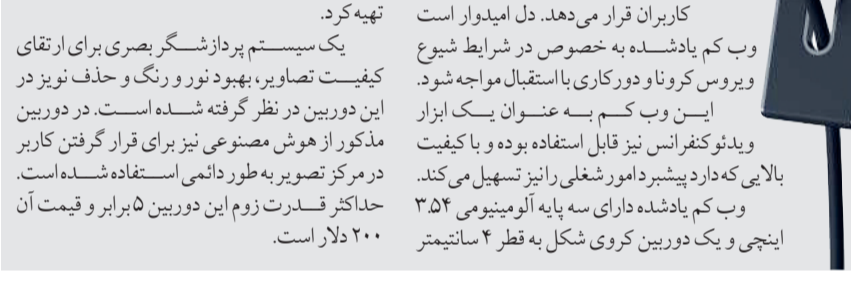 کاربران قرار می‌دهد. دل امیدوار است
وب کم یادشده به خصوص در شرایط شیوع
ویروس کرونا و دورکاری با استقبال مواجه شود.
این وب کم به عنوان یک ابزار
ویدئوکنفرانس نیز قابل استفاده بوده و با کیفیت
بالایی که دارد پیشبرد امور شغلی را نیز تسهیل می‌کند.
وب کم یادشده دارای سه پایه آلومینیومی ۳.۵۴
اینچی و یک دوربین کروی شکل به قطر ۴ سانتیمتر
تهیه کرد.
یک سیستم پردازشگر بصری برای ارتقای
کیفیت تصاویر، بهبود نور و رنگ و حذف نویز در
این دوربین در نظر گرفته شده است. در دوربین
مذکور از هوش مصنوعی نیز برای قرار گرفتن کاربر
در مرکز تصویر به طور دائمی استفاده شده است.
حداکثر قدرت زوم این دوربین ۵ برابر و قیمت آن
۲۰۰ دلار است.